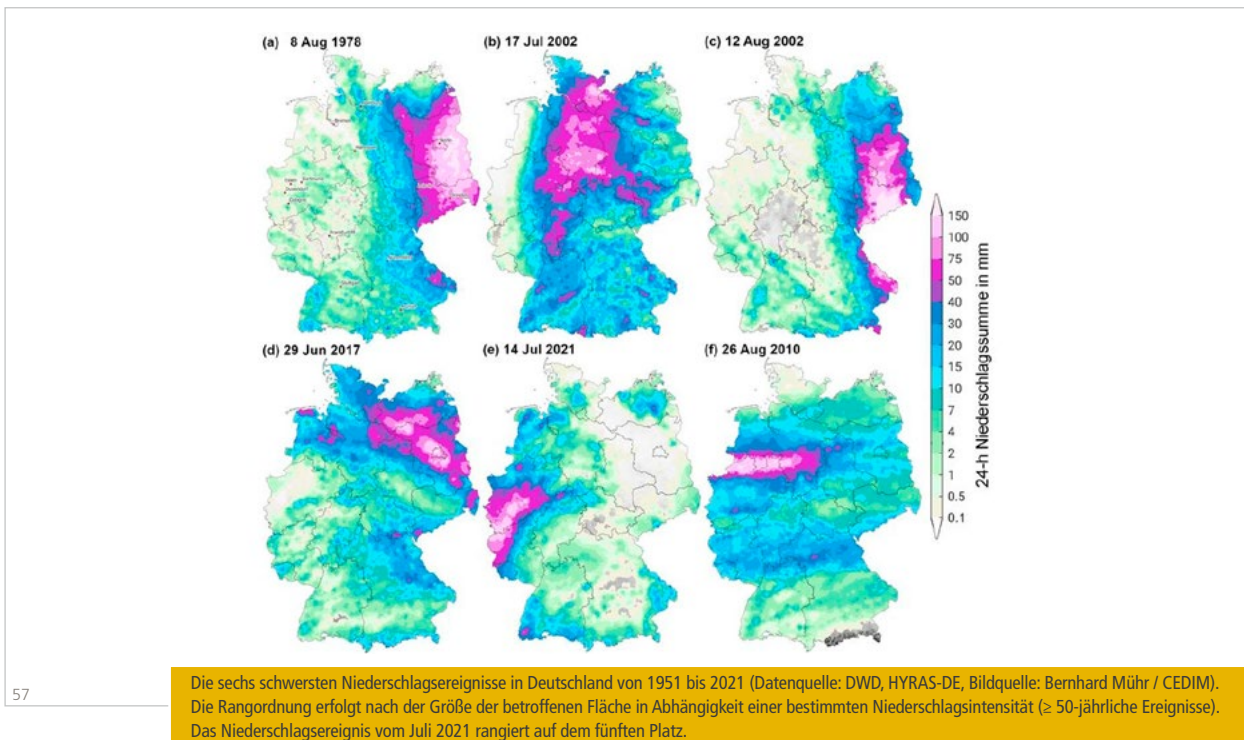 (a) 8 Aug 1978
(b) 17 Jul 2002
(c) 12 Aug 2002
(d) 29 Jun 2017
(e) 14 Jul 2021
(f) 26 Aug 2010
150
100
75
50
40
30
20
15
10
7
4
2
1
0.5
0.1
24-h Niederschlagssumme in mm
57
Die sechs schwersten Niederschlagsereignisse in Deutschland von 1951 bis 2021 (Datenquelle: DWD, HYRAS-DE, Bildquelle: Bernhard Mühr / CEDIM).
Die Rangordnung erfolgt nach der Größe der betroffenen Fläche in Abhängigkeit einer bestimmten Niederschlagsintensität (≥ 50-jährliche Ereignisse).
Das Niederschlagsereignis vom Juli 2021 rangiert auf dem fünften Platz.